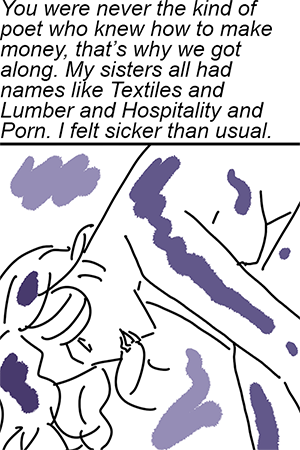 You were never the kind of
poet who knew how to make
money, that's why we got
along. My sisters all had
names like Textiles and
Lumber and Hospitality and
Porn. I felt sicker than usual.